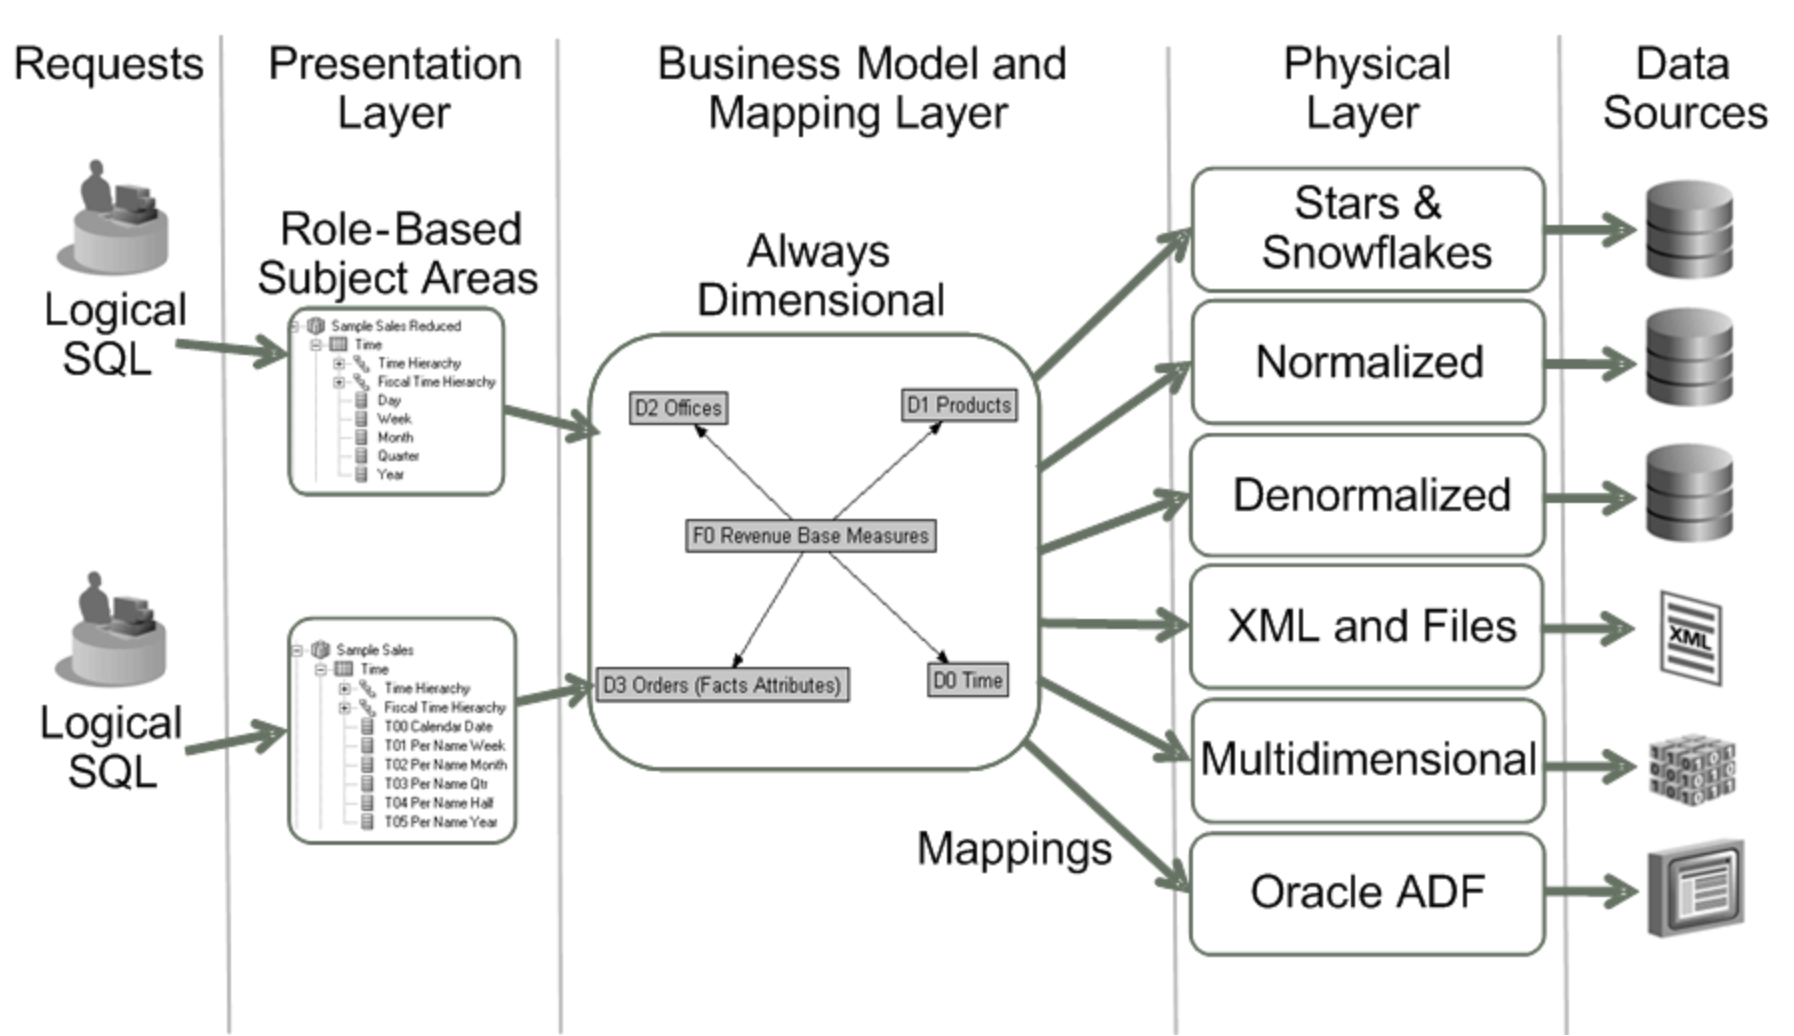 Requests
Presentation
Layer
Business Model and
Mapping Layer
Physical
Layer
Data
Sources
Logical
SQL
Logical
SQL
Role-Based
Subject Areas
Sample Sales Reduced
Time
Time Hierarchy
Fiscal Time Hierarchy
Day
Week
Month
Quarter
Year
Sample Sales
Time
Time Hierarchy
Fiscal Time Hierarchy
T00 Calendar Date
T01 Per Name Week
T02 Per Name Month
T03 Per Name Qtr
T04 Per Name Half
T05 Per Name Year
Always
Dimensional
D2 Offices
D1 Products
F0 Revenue Base Measures
D3 Orders (Facts Attributes)
D0 Time
Mappings
Stars &
Snowflakes
Normalized
Denormalized
XML and Files
Multidimensional
Oracle ADF
XML